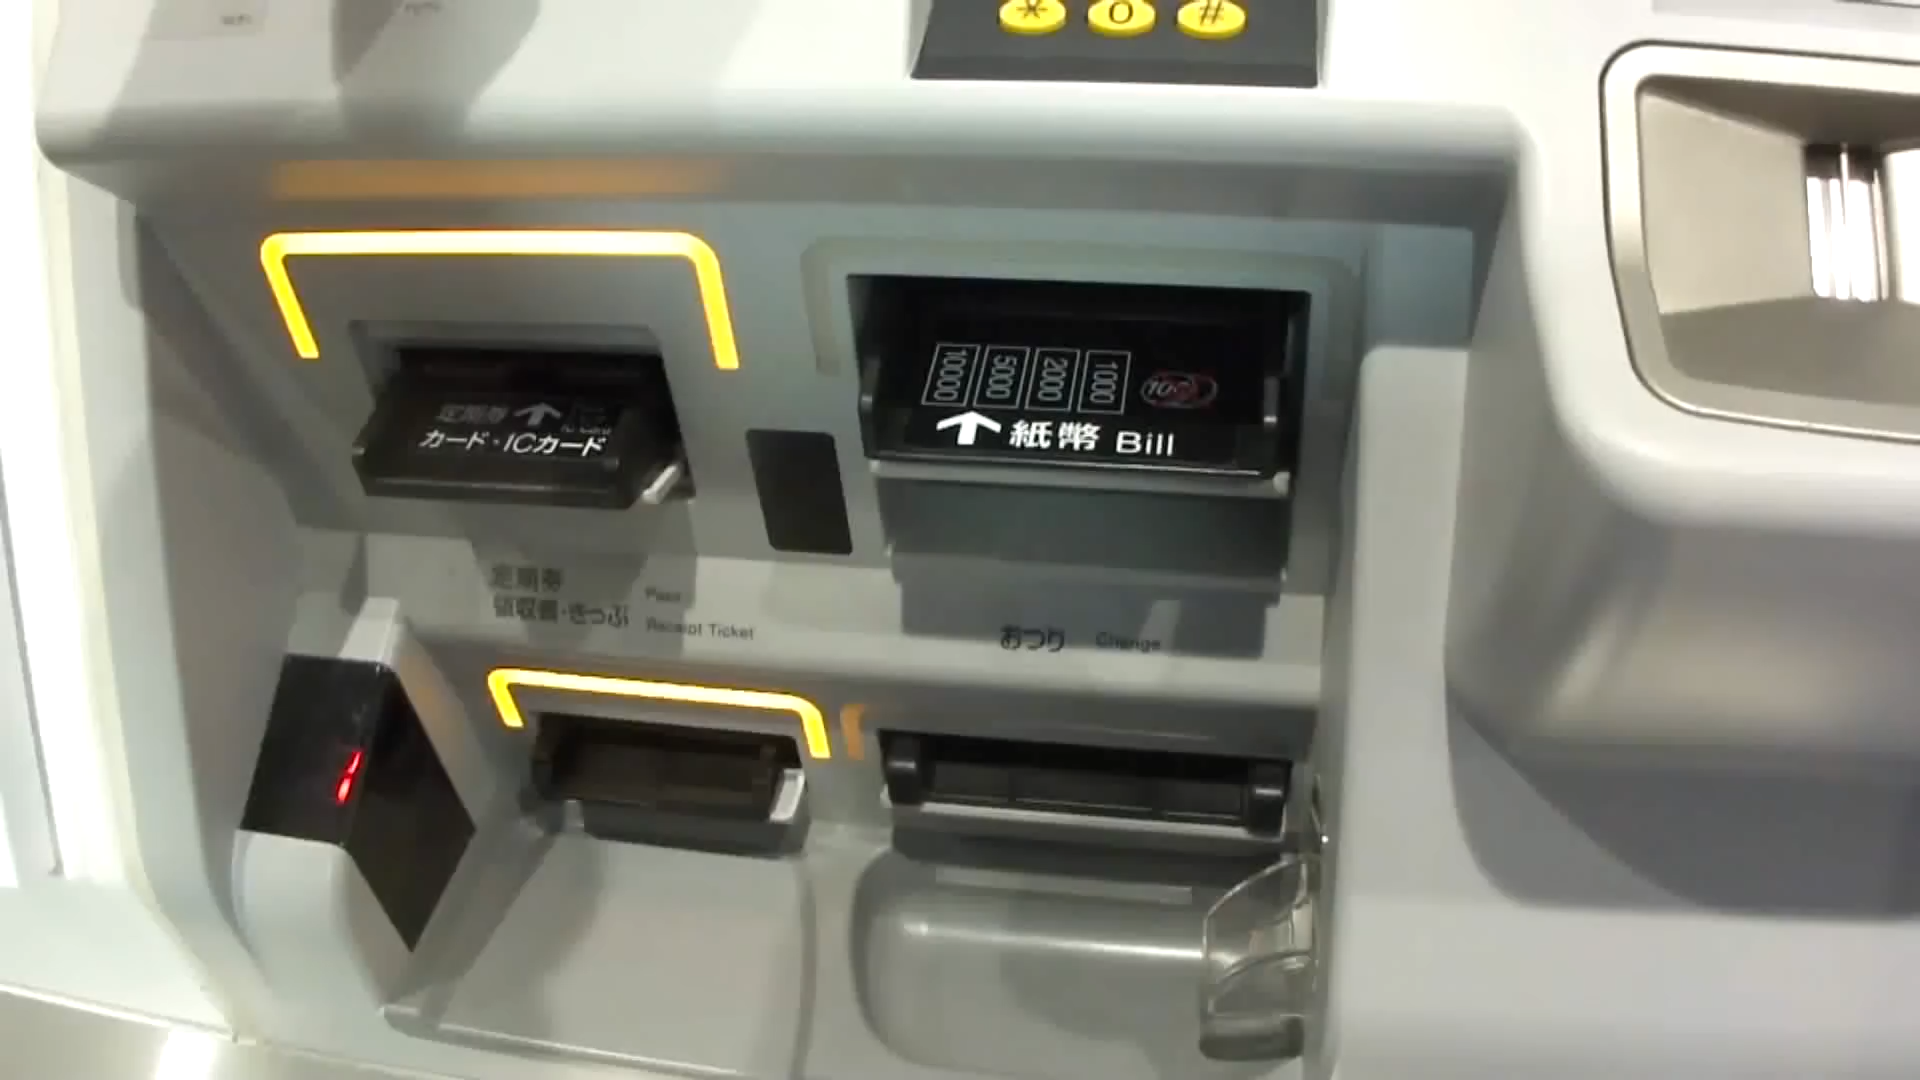 * 0 #
10000 5000 2000 1000
定期券
カード・ICカード
紙幣 Bill
定期券 Pass
領収書・きっぷ Receipt Ticket
おつり Change